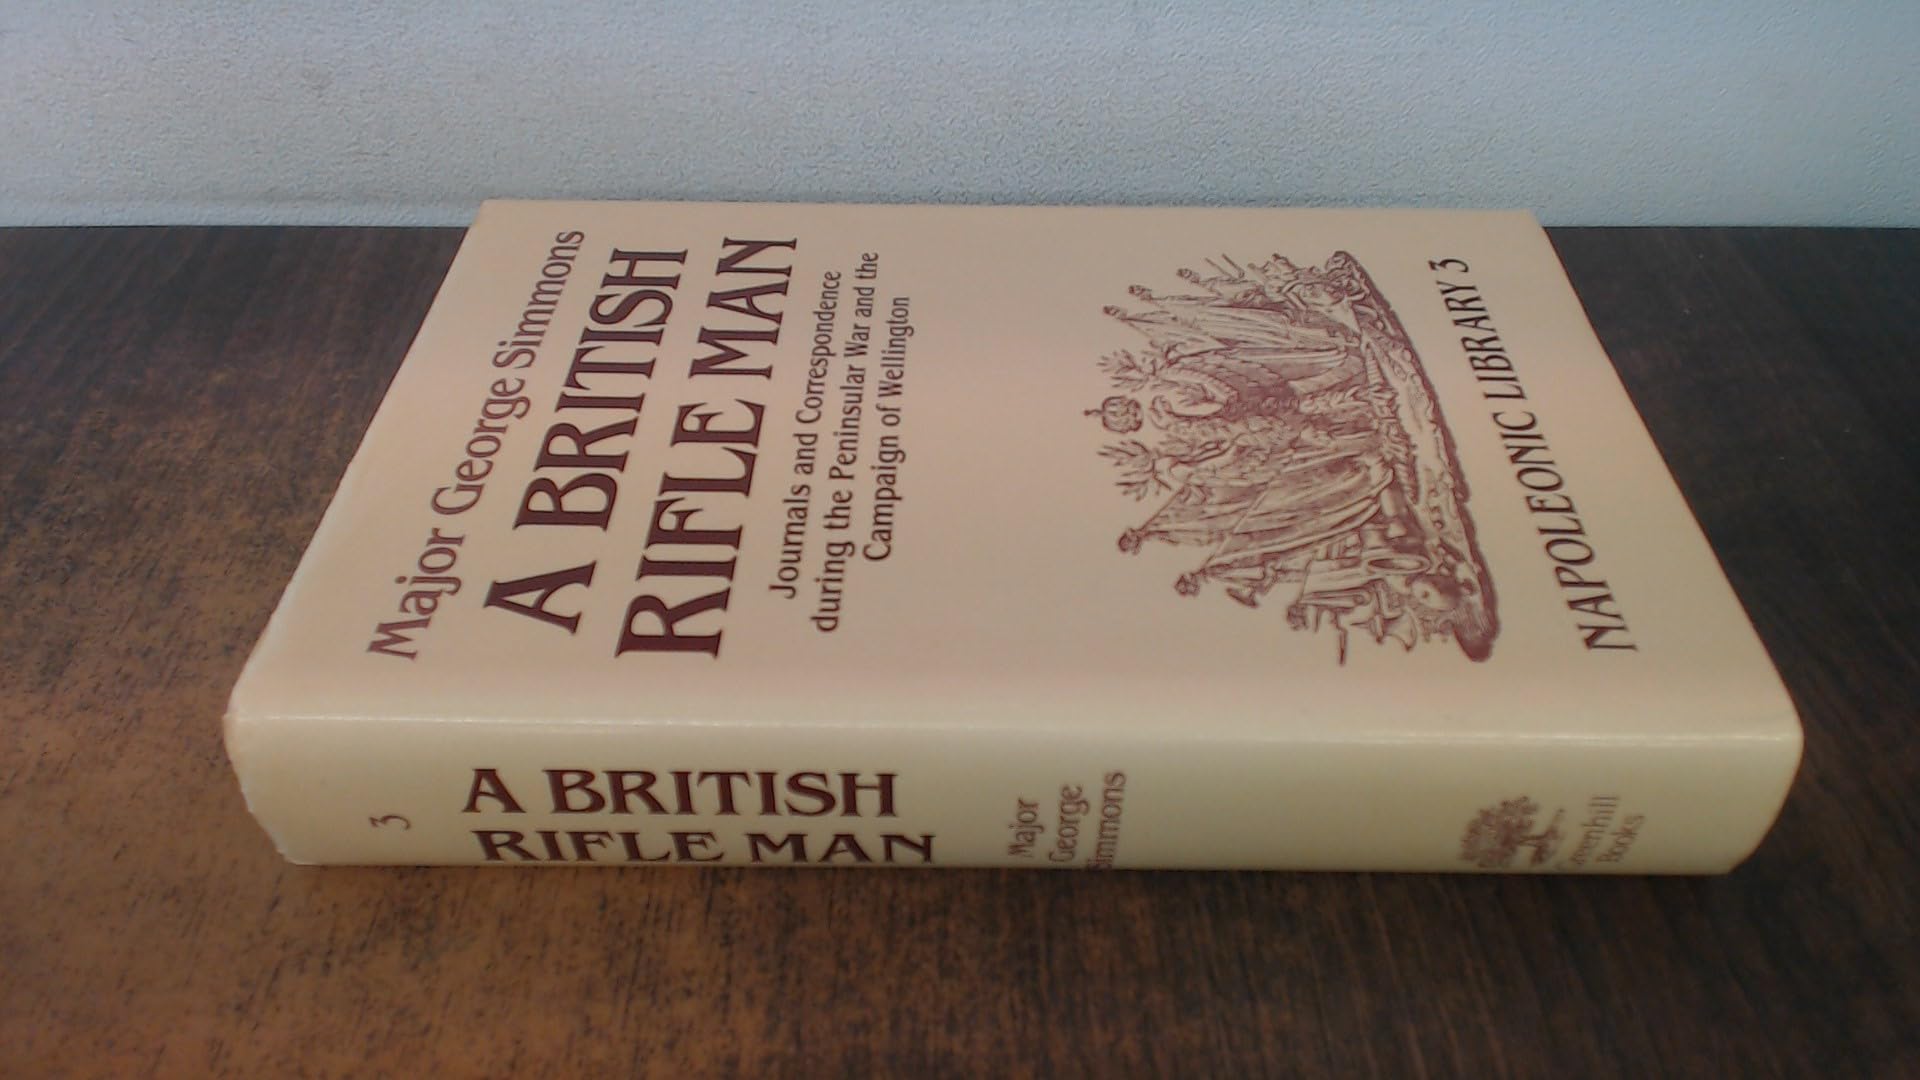 Major George Simmons
A BRITISH
RIFLE MAN
Journals and Correspondence
during the Peninsular War and the
Campaign of Wellington
NAPOLEONIC LIBRARY 3
3
A BRITISH
RIFLE MAN
Major
George
Simmons
Greenhill
Books